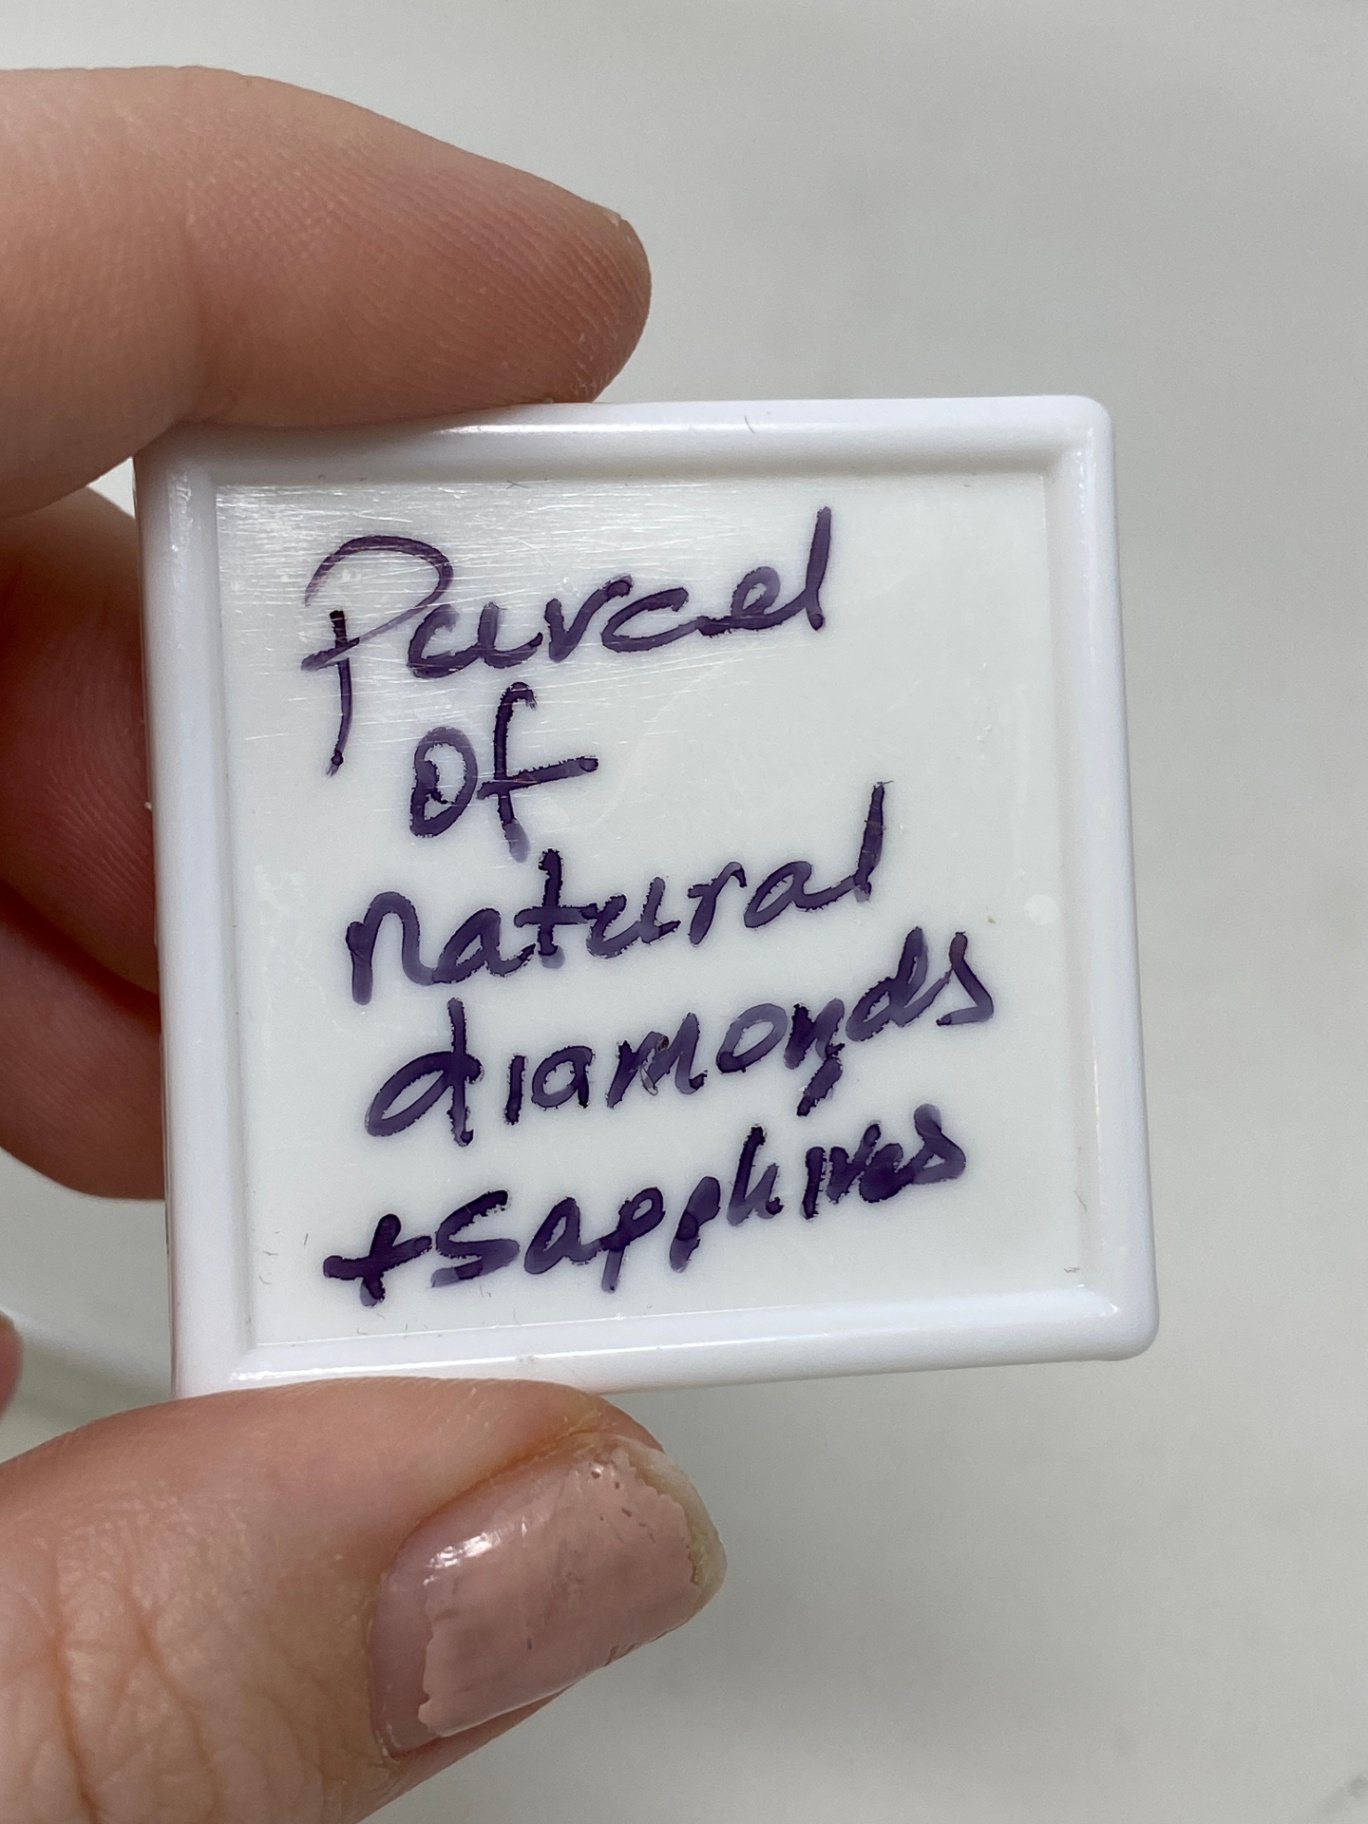 Parcel
of
natural
diamonds
+ sapphires